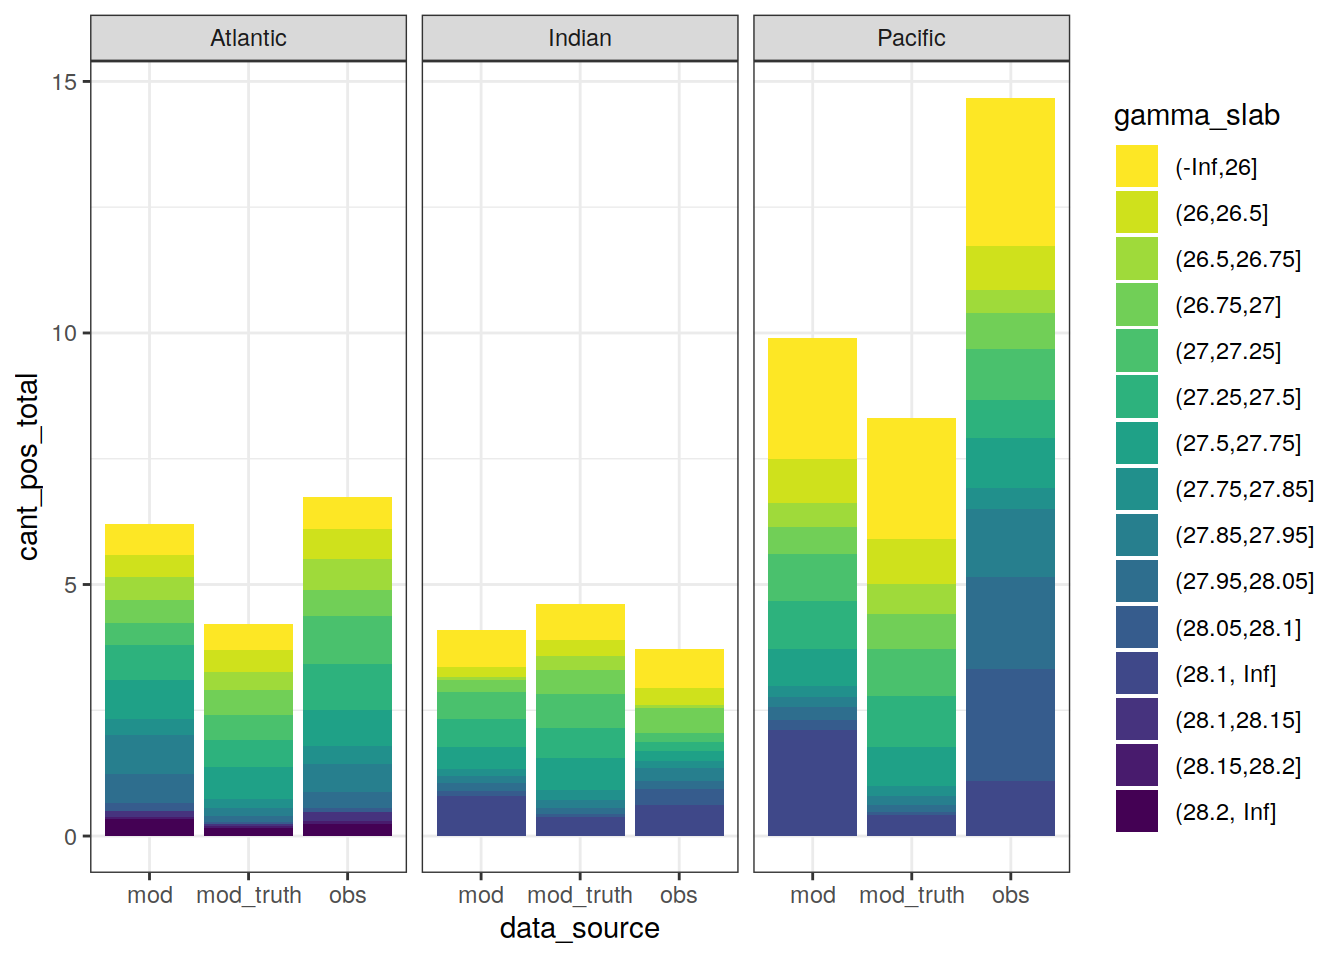 Atlantic
Indian
Pacific
15
10
5
0
cant_pos_total
mod
mod_truth
obs
mod
mod_truth
obs
mod
mod_truth
obs
data_source
gamma_slab
(-Inf,26]
(26,26.5]
(26.5,26.75]
(26.75,27]
(27,27.25]
(27.25,27.5]
(27.5,27.75]
(27.75,27.85]
(27.85,27.95]
(27.95,28.05]
(28.05,28.1]
(28.1, Inf]
(28.1,28.15]
(28.15,28.2]
(28.2, Inf]